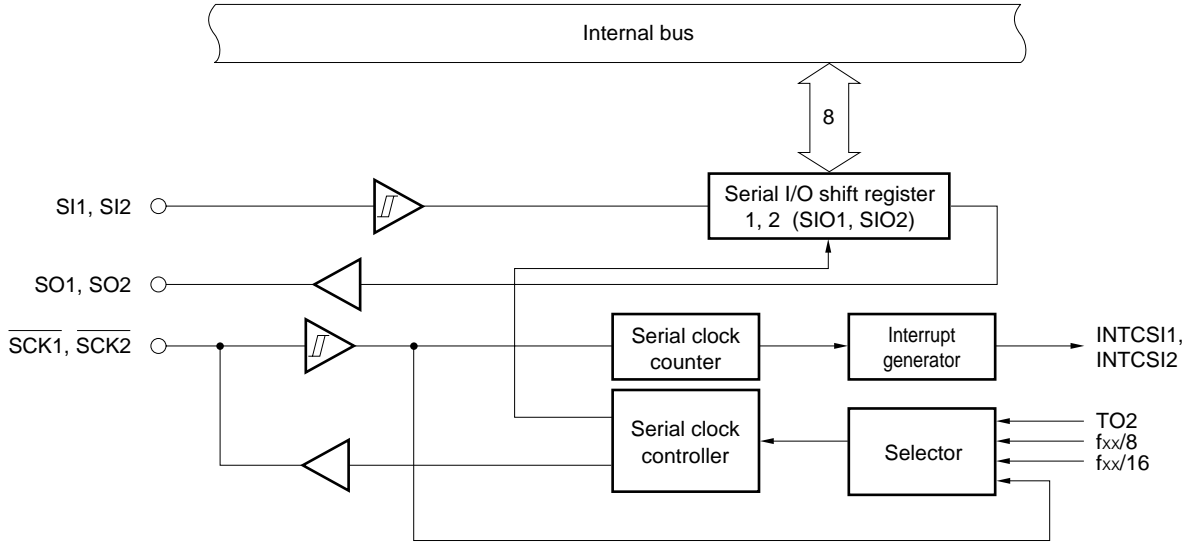 Internal bus
8
SI1, SI2
Serial I/O shift register
1, 2 (SIO1, SIO2)
SO1, SO2
SCK1, SCK2
Serial clock
counter
Interrupt
generator
INTCSI1,
INTCSI2
Serial clock
controller
Selector
TO2
fxx/8
fxx/16